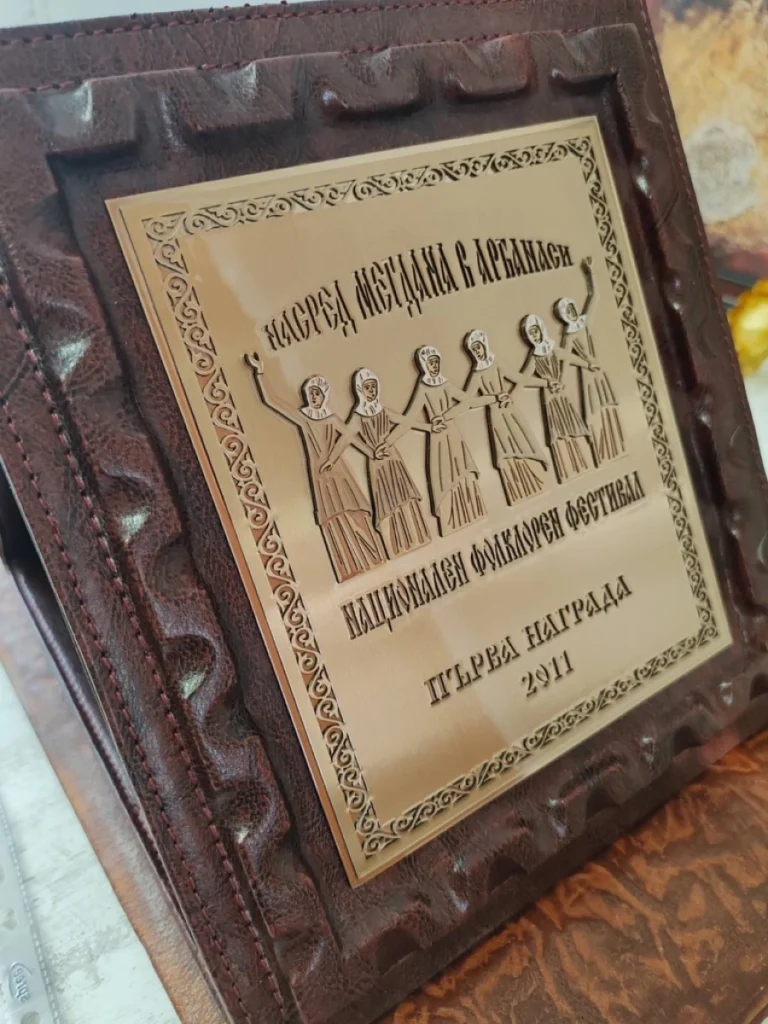 НАСРЕД МЕГДАНА В АРБАНАСИ
НАЦИОНАЛЕН ФОЛКЛОРЕН ФЕСТИВАЛ
ПЪРВА НАГРАДА
2011